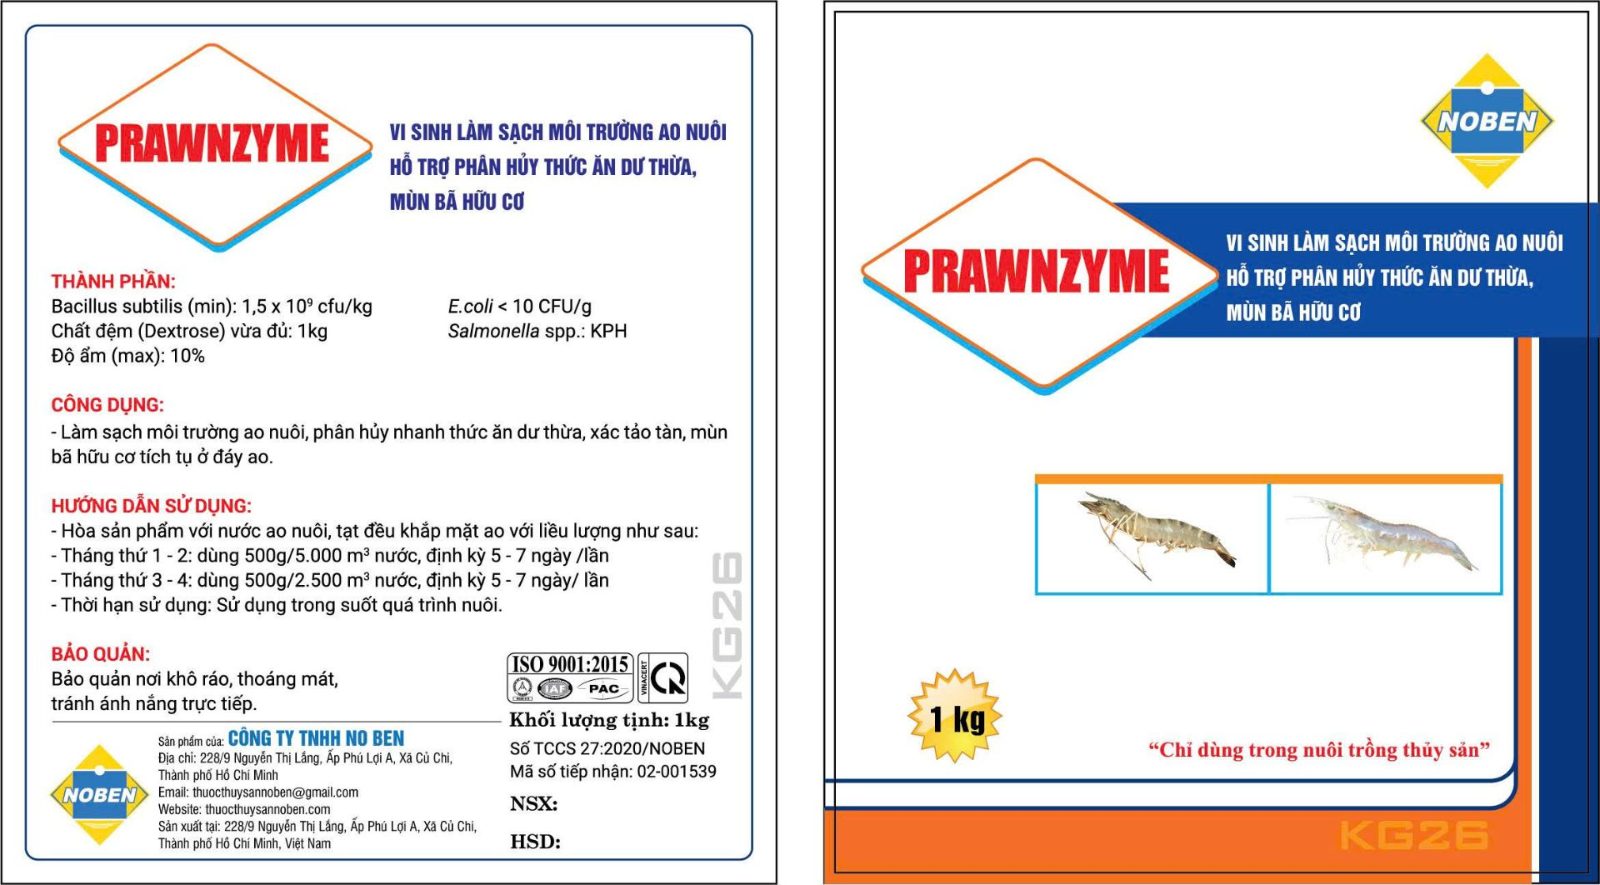 PRAWNZYME
VI SINH LÀM SẠCH MÔI TRƯỜNG AO NUÔI
HỖ TRỢ PHÂN HỦY THỨC ĂN DƯ THỪA,
MÙN BÃ HỮU CƠ
THÀNH PHẦN:
Bacillus subtilis (min): 1,5 x 10⁹ cfu/kg
Chất đệm (Dextrose) vừa đủ: 1kg
Độ ẩm (max): 10%
E.coli < 10 CFU/g
Salmonella spp.: KPH
CÔNG DỤNG:
- Làm sạch môi trường ao nuôi, phân hủy nhanh thức ăn dư thừa, xác tảo tàn, mùn
bã hữu cơ tích tụ ở đáy ao.
HƯỚNG DẪN SỬ DỤNG:
- Hòa sản phẩm với nước ao nuôi, tạt đều khắp mặt ao với liều lượng như sau:
- Tháng thứ 1 - 2: dùng 500g/5.000 m³ nước, định kỳ 5 - 7 ngày /lần
- Tháng thứ 3 - 4: dùng 500g/2.500 m³ nước, định kỳ 5 - 7 ngày/ lần
- Thời hạn sử dụng: Sử dụng trong suốt quá trình nuôi.
KG26
BẢO QUẢN:
Bảo quản nơi khô ráo, thoáng mát,
tránh ánh nắng trực tiếp.
ISO 9001:2015
IAF
PAC
VINACERT
Khối lượng tịnh: 1kg
Số TCCS 27:2020/NOBEN
Mã số tiếp nhận: 02-001539
NSX:
HSD:
NOBEN
Sản phẩm của: CÔNG TY TNHH NO BEN
Địa chỉ: 228/9 Nguyễn Thị Lắng, Ấp Phú Lợi A, Xã Củ Chi,
Thành phố Hồ Chí Minh
Email: thuocthuysannoben@gmail.com
Website: thuocthuysannoben.com
Sản xuất tại: 228/9 Nguyễn Thị Lắng, Ấp Phú Lợi A, Xã Củ Chi,
Thành phố Hồ Chí Minh, Việt Nam
NOBEN
PRAWNZYME
VI SINH LÀM SẠCH MÔI TRƯỜNG AO NUÔI
HỖ TRỢ PHÂN HỦY THỨC ĂN DƯ THỪA,
MÙN BÃ HỮU CƠ
1 kg
“Chỉ dùng trong nuôi trồng thủy sản”
KG26